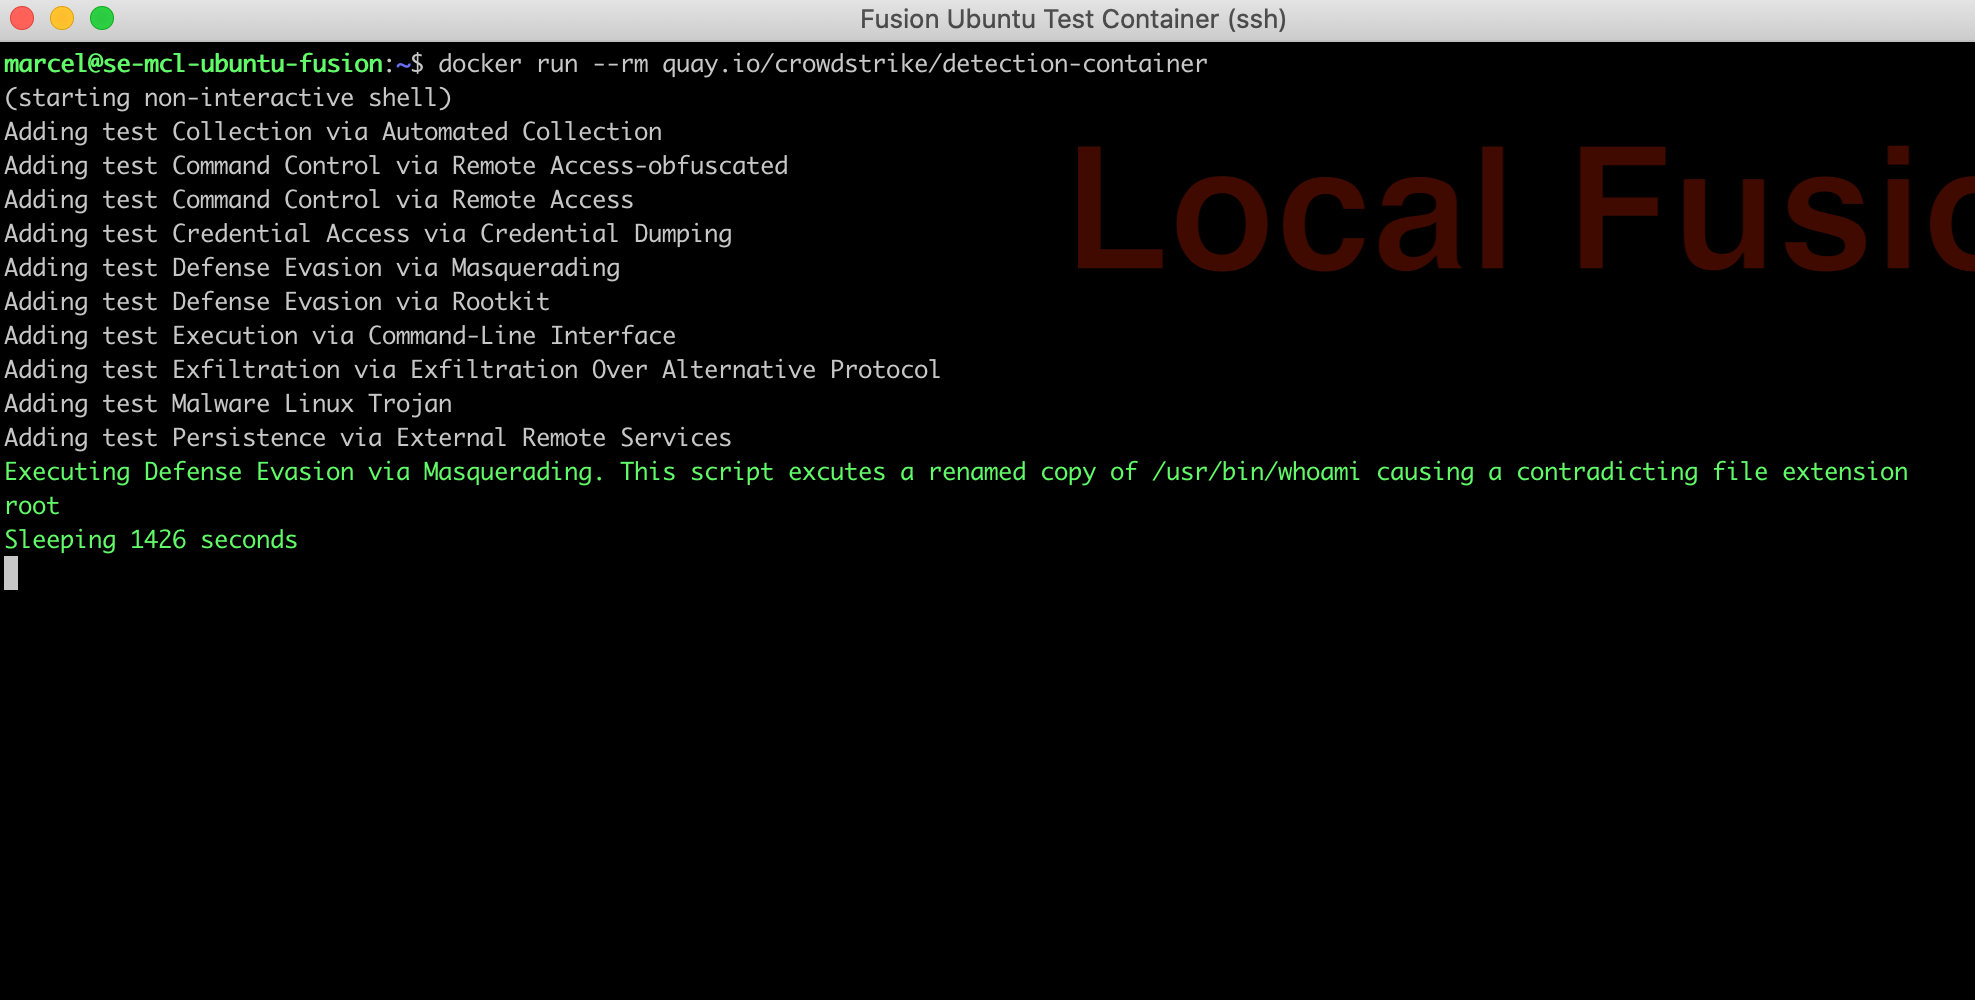 Fusion Ubuntu Test Container (ssh)
marcel@se-mcl-ubuntu-fusion:~$ docker run --rm quay.io/crowdstrike/detection-container
(starting non-interactive shell)
Adding test Collection via Automated Collection
Adding test Command Control via Remote Access-obfuscated
Adding test Command Control via Remote Access
Adding test Credential Access via Credential Dumping
Adding test Defense Evasion via Masquerading
Adding test Defense Evasion via Rootkit
Adding test Execution via Command-Line Interface
Adding test Exfiltration via Exfiltration Over Alternative Protocol
Adding test Malware Linux Trojan
Adding test Persistence via External Remote Services
Executing Defense Evasion via Masquerading. This script excutes a renamed copy of /usr/bin/whoami causing a contradicting file extension
root
Sleeping 1426 seconds
Local Fusio